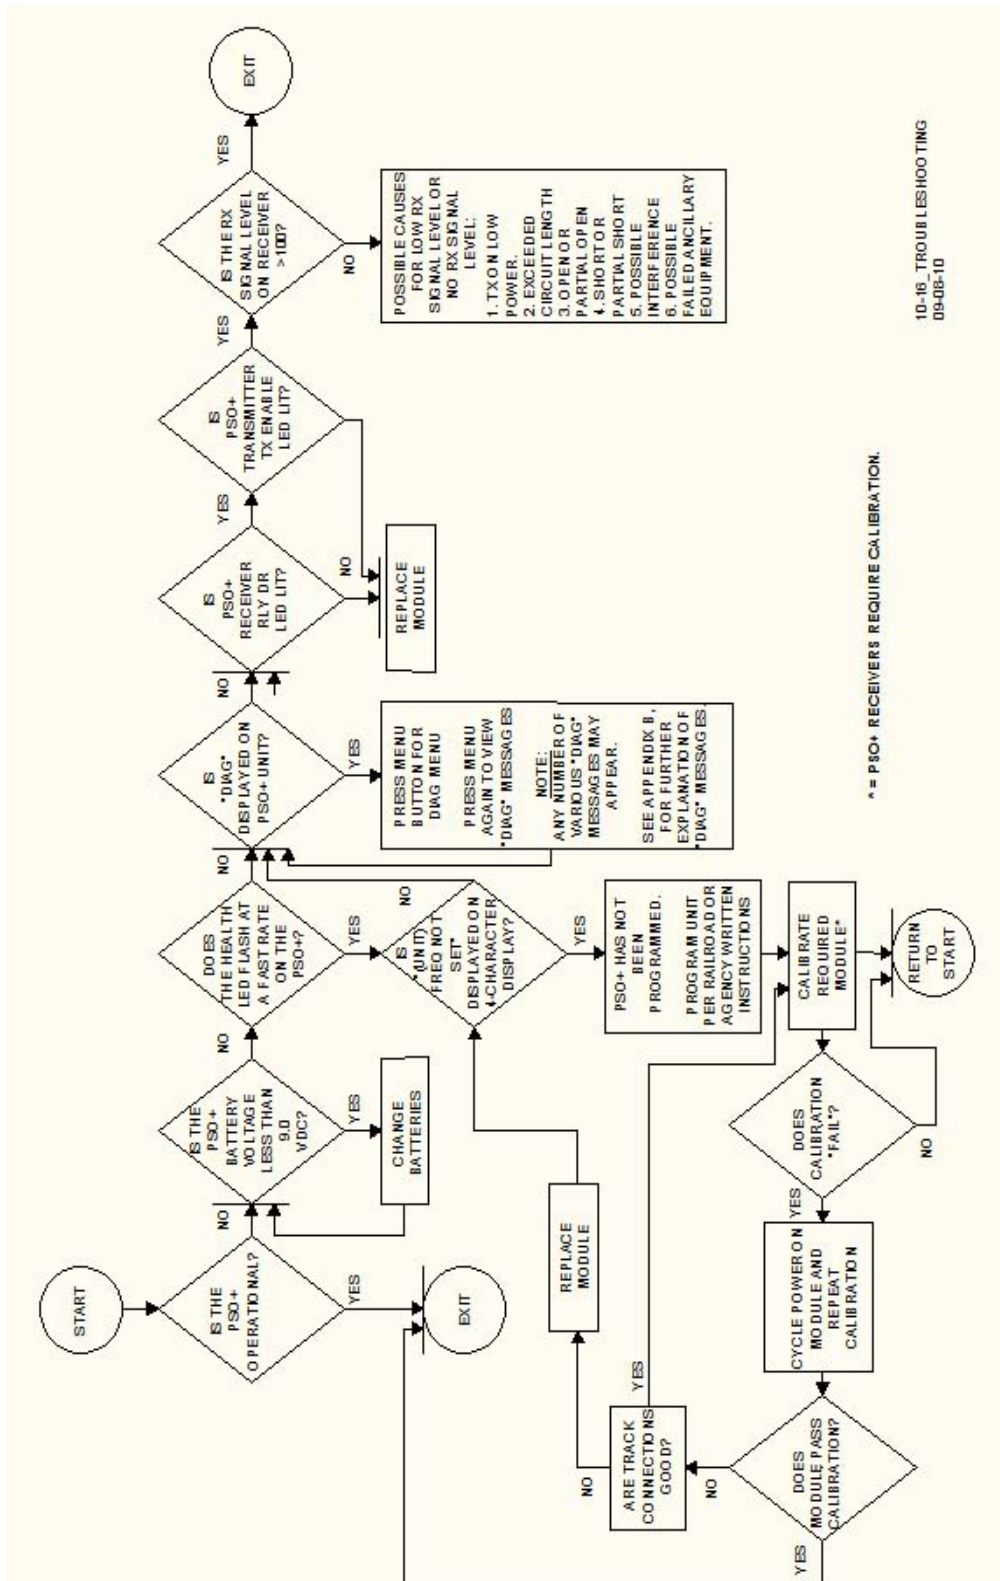 START
IS THE
PSO+
OPERATIONAL?
YES
EXIT
NO
IS THE
PSO+
BATTERY
VOLTAGE
LESS THAN
9.0
VDC?
YES
CHANGE
BATTERIES
NO
DOES
THE HEALTH
LED FLASH AT
A FAST RATE
ON THE
PSO+?
YES
IS
"(UNIT)
FREQ NOT
SET"
DISPLAYED ON
4-CHARACTER
DISPLAY?
NO
YES
PSO+ HAS NOT
BEEN
PROGRAMMED.
PROGRAM UNIT
PER RAILROAD OR
AGENCY WRITTEN
INSTRUCTIONS
CALIBRATE
REQUIRED
MODULE*
RETURN
TO
START
DOES
CALIBRATION
"FAIL"?
NO
YES
CYCLE POWER ON
MODULE AND
REPEAT
CALIBRATION
DOES
MODULE PASS
CALIBRATION?
YES
NO
ARE TRACK
CONNECTIONS
GOOD?
YES
NO
REPLACE
MODULE
NO
IS
"DIAG"
DISPLAYED ON
PSO+ UNIT?
YES
PRESS MENU
BUTTON FOR
DIAG MENU
PRESS MENU
AGAIN TO VIEW
"DIAG" MESSAGES
NOTE:
ANY NUMBER OF
VARIOUS "DIAG"
MESSAGES MAY
APPEAR.
SEE APPENDIX B,
FOR FURTHER
EXPLANATION OF
"DIAG" MESSAGES.
NO
IS
PSO+
RECEIVER
RLY DR
LED LIT?
NO
REPLACE
MODULE
YES
IS
PSO+
TRANSMITTER
TX ENABLE
LED LIT?
YES
IS THE RX
SIGNAL LEVEL
ON RECEIVER
>100?
NO
POSSIBLE CAUSES
FOR LOW RX
SIGNAL LEVEL OR
NO RX SIGNAL
LEVEL:
1. TX ON LOW
POWER.
2. EXCEEDED
CIRCUIT LENGTH
3. OPEN OR
PARTIAL OPEN
4. SHORT OR
PARTIAL SHORT
5. POSSIBLE
INTERFERENCE
6. POSSIBLE
FAILED ANCILLARY
EQUIPMENT.
YES
EXIT
* = PSO+ RECEIVERS REQUIRE CALIBRATION.
10-16_TROUBLESHOOTING
09-08-10